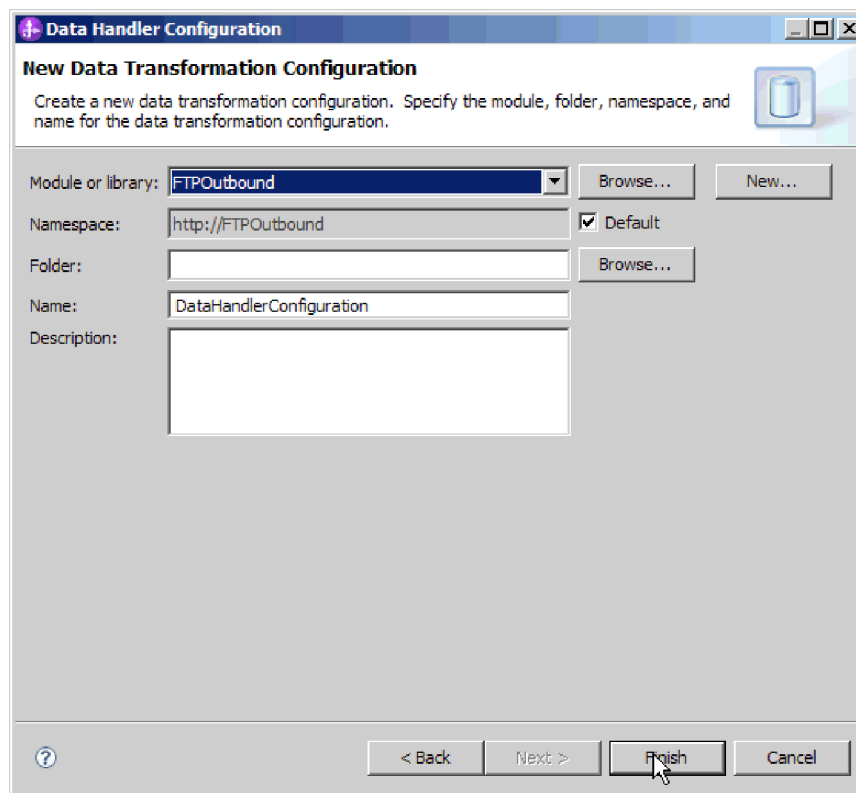 Data Handler Configuration
New Data Transformation Configuration
Create a new data transformation configuration. Specify the module, folder, namespace, and
name for the data transformation configuration.
Module or library: FTPOutbound Browse... New...
Namespace: http://FTPOutbound Default
Folder: Browse...
Name: DataHandlerConfiguration
Description:
? < Back Next > Finish Cancel